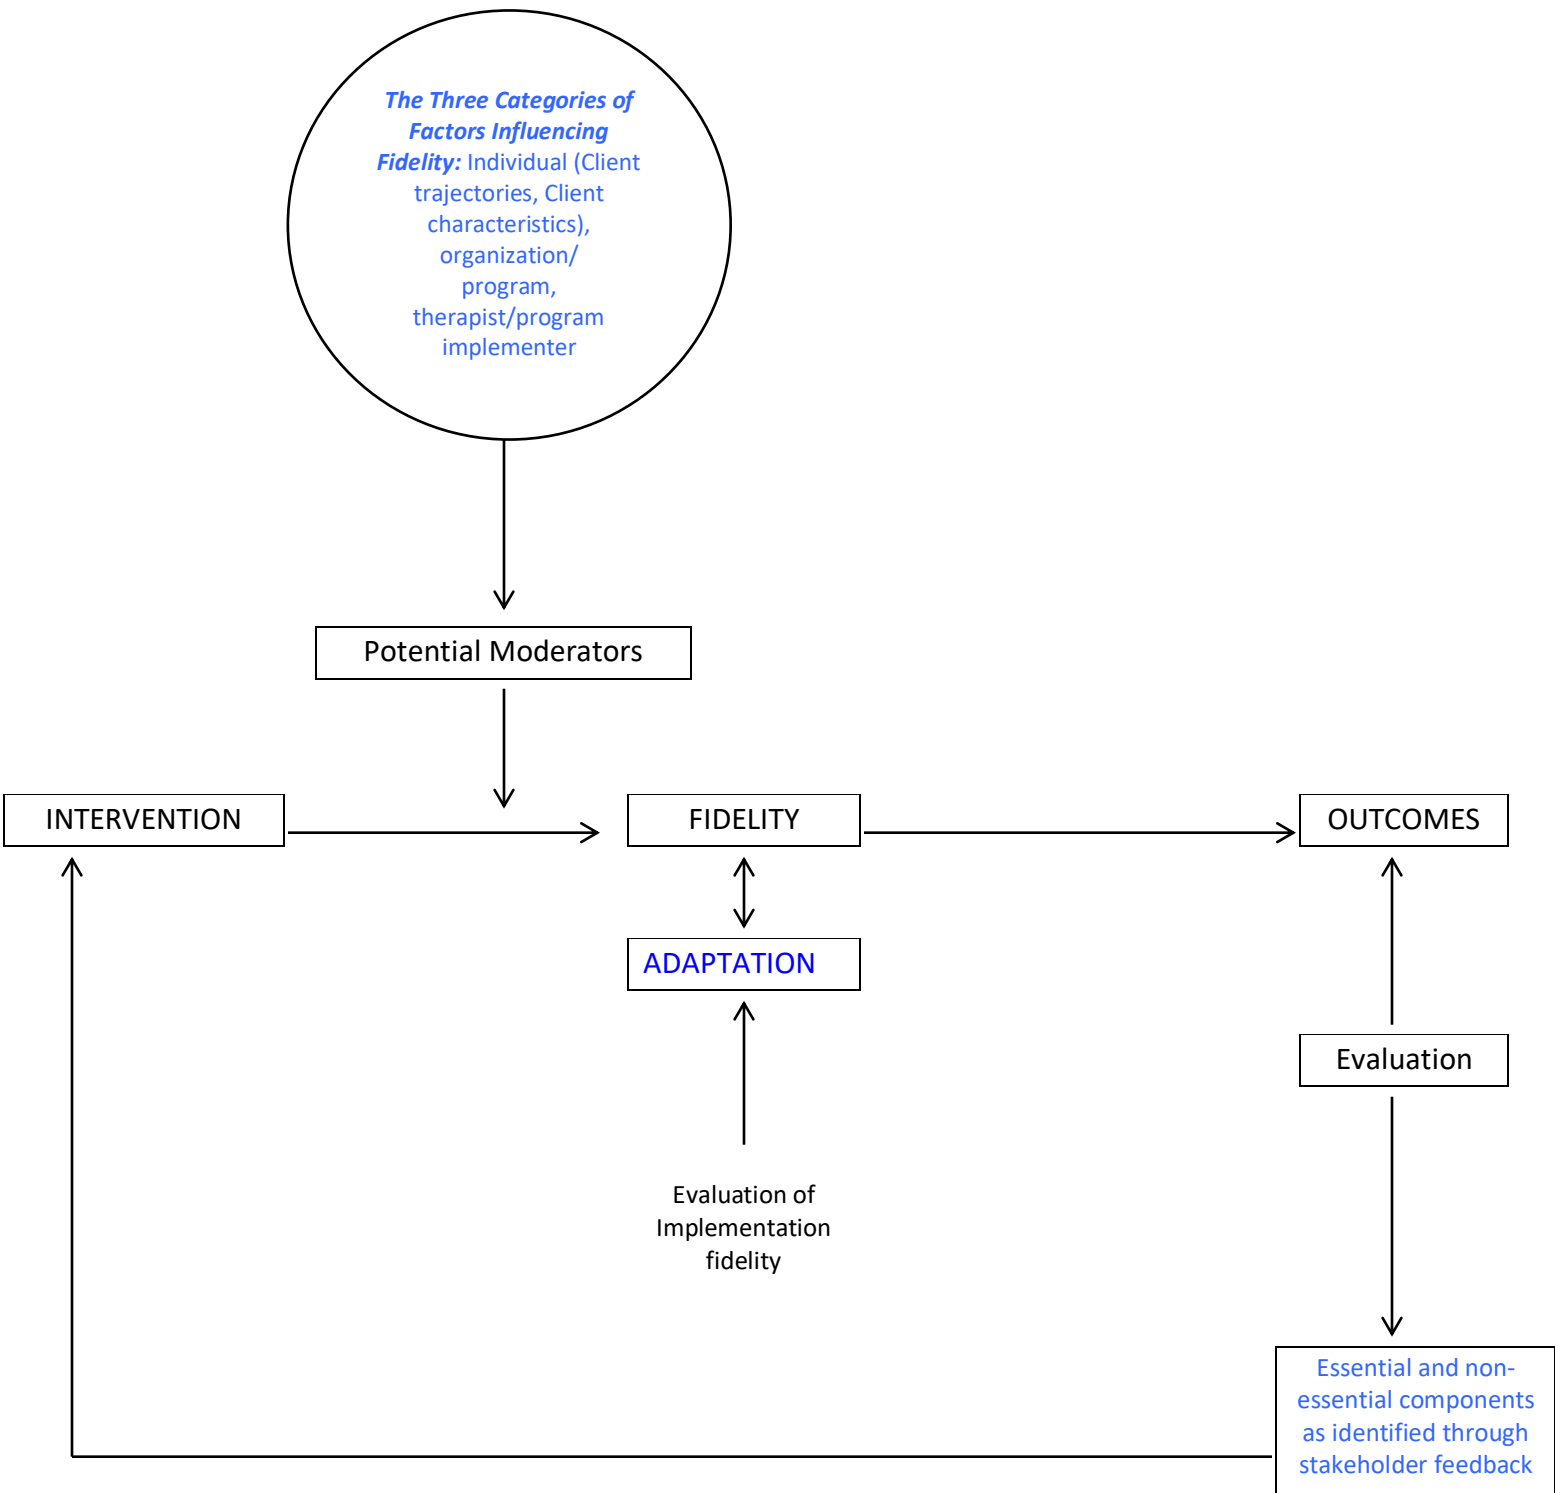 The Three Categories of
Factors Influencing
Fidelity: Individual (Client
trajectories, Client
characteristics),
organization/
program,
therapist/program
implementer
Potential Moderators
INTERVENTION
FIDELITY
OUTCOMES
ADAPTATION
Evaluation
Evaluation of
Implementation
fidelity
Essential and non-
essential components
as identified through
stakeholder feedback